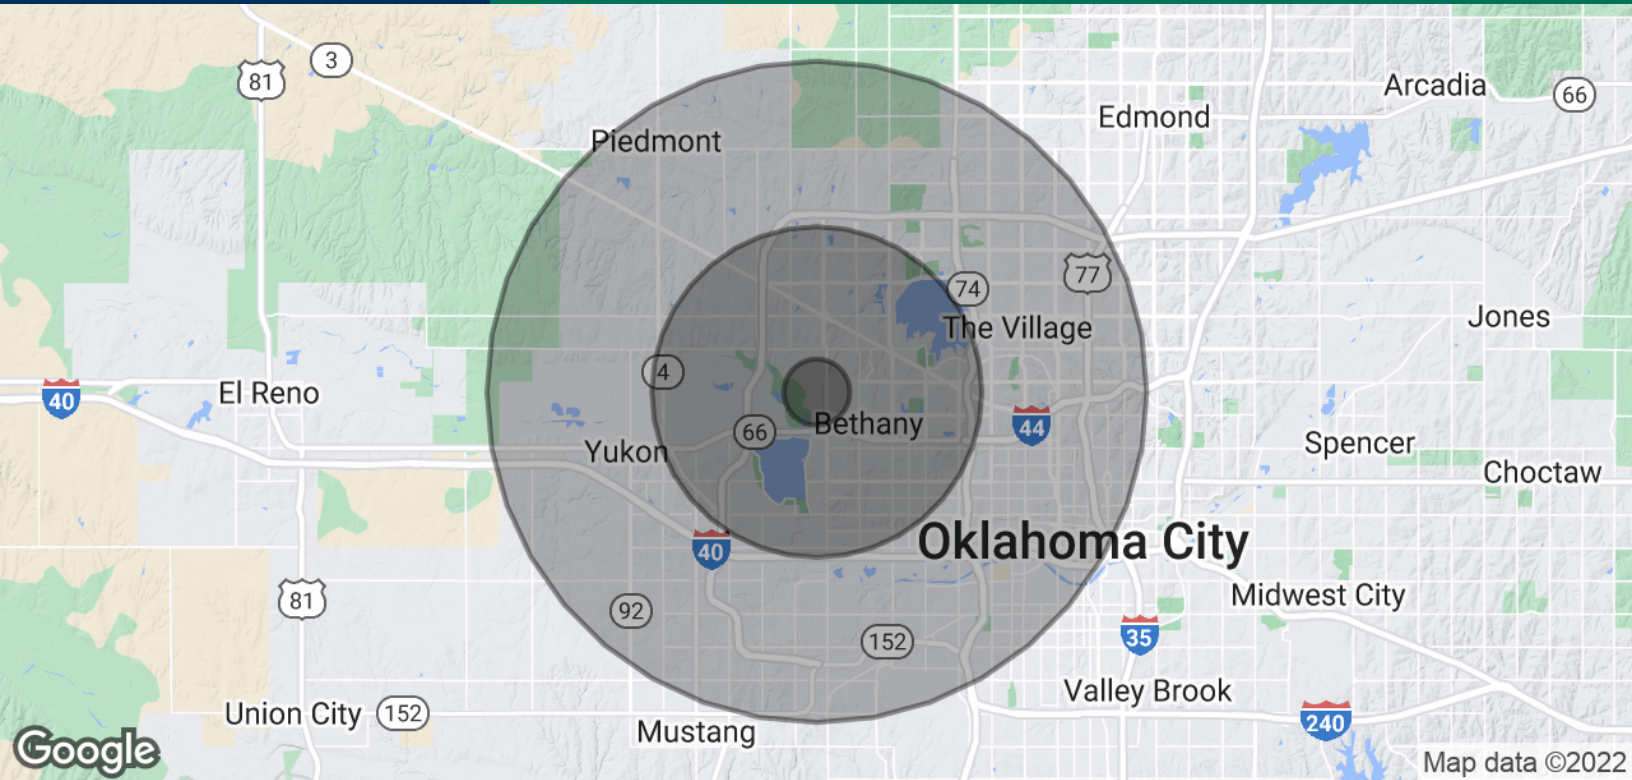 3
81
Arcadia
66
Edmond
Piedmont
77
74
Jones
The Village
4
40
El Reno
Bethany
66
44
Yukon
Spencer
Choctaw
Oklahoma City
40
81
92
Midwest City
152
35
Valley Brook
Union City 152
240
Mustang
Google
Map data ©2022